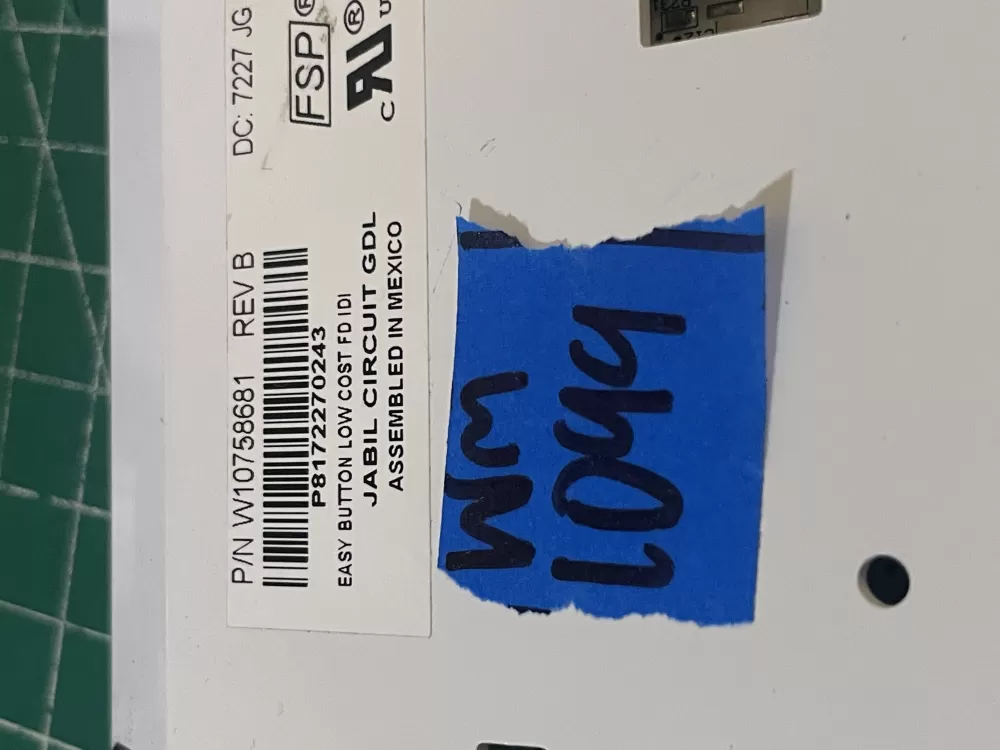 P/N W10758681 REV B DC: 7227 JG
P8172270243
EASY BUTTON LOW COST FD IDI
JABIL CIRCUIT GDL
ASSEMBLED IN MEXICO
FSP®
C ®
WM
L044